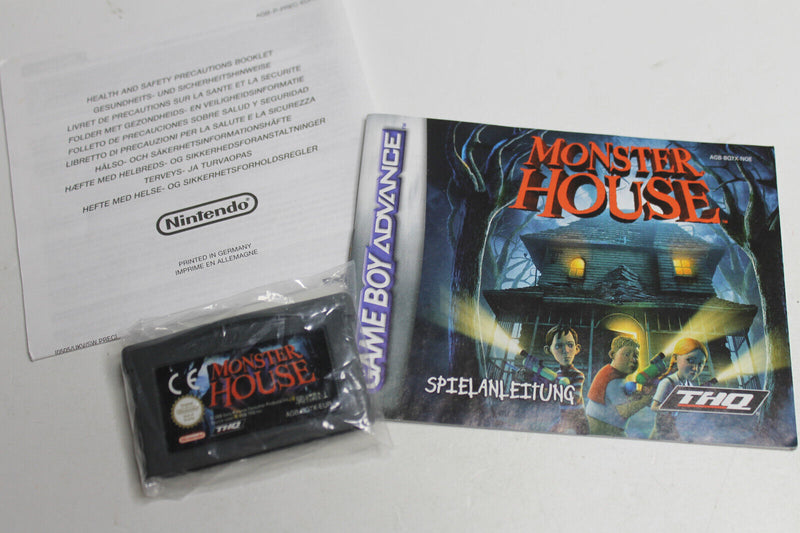 HEALTH AND SAFETY PRECAUTIONS BOOKLET
GESUNDHEITS- UND SICHERHEITSHINWEISE
LIVRET DE PRECAUTIONS SUR LA SANTE ET LA SECURITE
FOLDER MET GEZONDHEIDS- EN VEILIGHEIDSINFORMATIE
FOLLETO DE PRECAUCIONES SOBRE SALUD Y SEGURIDAD
LIBRETTO DI PRECAUZIONI PER LA SALUTE E LA SICUREZZA
HÄLSO- OCH SÄKERHETSINFORMATIONSHÄFTE
HÆFTE MED HELBREDS- OG SIKKERHEDSFORANSTALTNINGER
TERVEYS- JA TURVAOPAS
HEFTE MED HELSE- OG SIKKERHETSFORHOLDSREGLER
Nintendo
PRINTED IN GERMANY
IMPRIME EN ALLEMAGNE
GAME BOY ADVANCE
MONSTER
HOUSE
AGB-BQTX-NOE
SPIELANLEITUNG
THQ
CE
MONSTER
HOUSE
Nintendo
THQ